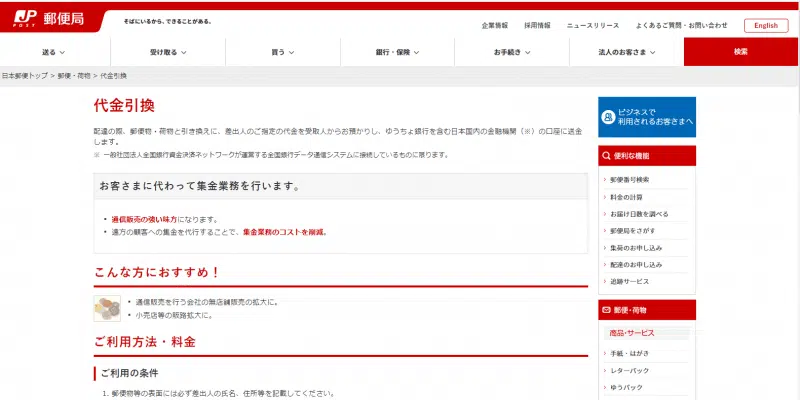 JP 郵便局
POST
そばにいるから、できることがある。
企業情報 採用情報 ニュースリリース よくあるご質問・お問い合わせ English
送る 受け取る 買う 銀行・保険 お手続き 法人のお客さま 検索
日本郵便トップ > 郵便・荷物 > 代金引換
代金引換
配達の際、郵便物・荷物と引き換えに、差出人のご指定の代金を受取人からお預かりし、ゆうちょ銀行を含む日本国内の金融機関（※）の口座に送金
します。
※ 一般社団法人全国銀行資金決済ネットワークが運営する全国銀行データ通信システムに接続しているものに限ります。
お客さまに代わって集金業務を行います。
• 通信販売の強い味方になります。
• 遠方の顧客への集金を代行することで、集金業務のコストを削減。
こんな方におすすめ！
• 通信販売を行う会社の無店舗販売の拡大に。
• 小売店等の販路拡大に。
ご利用方法・料金
ご利用の条件
1. 郵便物等の表面には必ず差出人の氏名、住所等を記載してください。
ビジネスで
利用されるお客さまへ
便利な機能
郵便番号検索
料金の計算
お届け日数を調べる
郵便局をさがす
集荷のお申し込み
配達のお申し込み
追跡サービス
郵便・荷物
商品・サービス
手紙・はがき
レターパック
ゆうパック